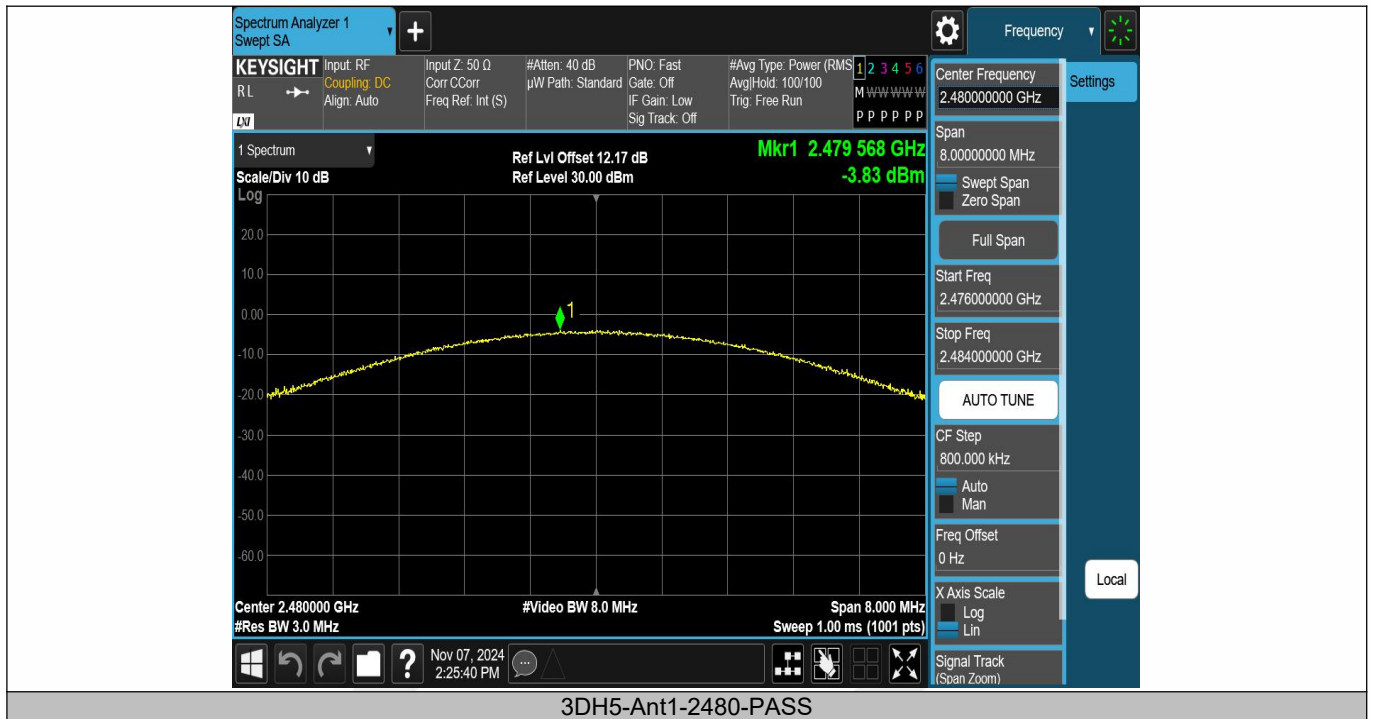 Spectrum Analyzer 1
Swept SA
+
Frequency
KEYSIGHT
RL
LXI
Input: RF
Coupling: DC
Align: Auto
Input Z: 50 Ω
Corr CCorr
Freq Ref: Int (S)
#Atten: 40 dB
µW Path: Standard
PNO: Fast
Gate: Off
IF Gain: Low
Sig Track: Off
#Avg Type: Power (RMS
Avg|Hold: 100/100
Trig: Free Run
1 2 3 4 5 6
M W W W W W
P P P P P P
1 Spectrum
Scale/Div 10 dB
Log
Ref Lvl Offset 12.17 dB
Ref Level 30.00 dBm
Mkr1 2.479 568 GHz
-3.83 dBm
20.0
10.0
0.00
-10.0
-20.0
-30.0
-40.0
-50.0
-60.0
1
Center 2.480000 GHz
#Res BW 3.0 MHz
#Video BW 8.0 MHz
Span 8.000 MHz
Sweep 1.00 ms (1001 pts)
?
Nov 07, 2024
2:25:40 PM
Center Frequency
2.480000000 GHz
Span
8.00000000 MHz
Swept Span
Zero Span
Full Span
Start Freq
2.476000000 GHz
Stop Freq
2.484000000 GHz
AUTO TUNE
CF Step
800.000 kHz
Auto
Man
Freq Offset
0 Hz
X Axis Scale
Log
Lin
Signal Track
(Span Zoom)
Settings
Local
3DH5-Ant1-2480-PASS